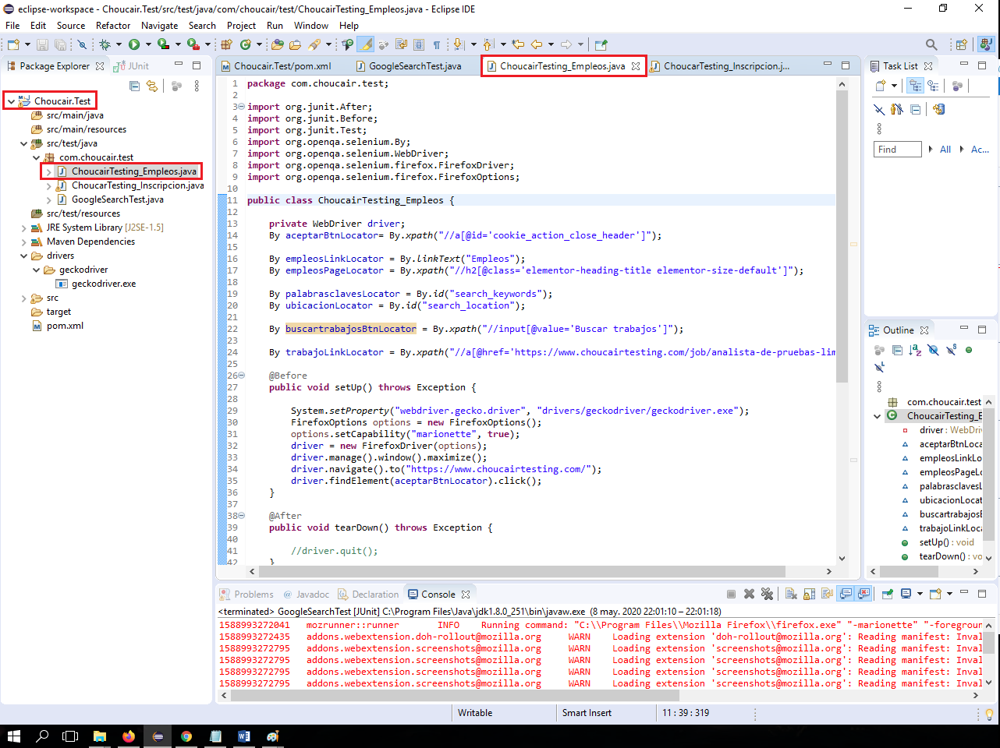 eclipse-workspace - Choucair.Test/src/test/java/com/choucair/test/ChoucairTesting_Empleos.java - Eclipse IDE
File Edit Source Refactor Navigate Search Project Run Window Help
Package Explorer JUnit
Choucair.Test
src/main/java
src/main/resources
src/test/java
com.choucair.test
ChoucairTesting_Empleos.java
ChoucarTesting_Inscripcion.java
GoogleSearchTest.java
src/test/resources
JRE System Library [J2SE-1.5]
Maven Dependencies
drivers
geckodriver
geckodriver.exe
src
target
pom.xml
Choucair.Test/pom.xml GoogleSearchTest.java ChoucairTesting_Empleos.java ChoucarTesting_Inscripcion.j...
1 package com.choucair.test;
2
3 import org.junit.After;
4 import org.junit.Before;
5 import org.junit.Test;
6 import org.openqa.selenium.By;
7 import org.openqa.selenium.WebDriver;
8 import org.openqa.selenium.firefox.FirefoxDriver;
9 import org.openqa.selenium.firefox.FirefoxOptions;
10
11 public class ChoucairTesting_Empleos {
12
13 private WebDriver driver;
14 By aceptarBtnLocator= By.xpath("//a[@id='cookie_action_close_header']");
15
16 By empleosLinkLocator = By.linkText("Empleos");
17 By empleosPageLocator = By.xpath("//h2[@class='elementor-heading-title elementor-size-default']");
18
19 By palabrasclavesLocator = By.id("search_keywords");
20 By ubicacionLocator = By.id("search_location");
21
22 By buscartrabajosBtnLocator = By.xpath("//input[@value='Buscar trabajos']");
23
24 By trabajoLinkLocator = By.xpath("//a[@href='https://www.choucairtesting.com/job/analista-de-pruebas-lim
25
26 @Before
27 public void setUp() throws Exception {
28
29 System.setProperty("webdriver.gecko.driver", "drivers/geckodriver/geckodriver.exe");
30 FirefoxOptions options = new FirefoxOptions();
31 options.setCapability("marionette", true);
32 driver = new FirefoxDriver(options);
33 driver.manage().window().maximize();
34 driver.navigate().to("https://www.choucairtesting.com/");
35 driver.findElement(aceptarBtnLocator).click();
36 }
37
38 @After
39 public void tearDown() throws Exception {
40
41 //driver.quit();
42 }
Task List
Find All Ac...
Outline
com.choucair.test
ChoucairTesting_E
driver : WebDriv
aceptarBtnLoca
empleosLinkLo
empleosPageLo
palabrasclavesL
ubicacionLocat
buscartrabajosE
trabajoLinkLoca
setUp() : void
tearDown() : vo
Problems Javadoc Declaration Console
<terminated> GoogleSearchTest [JUnit] C:\Program Files\Java\jdk1.8.0_251\bin\javaw.exe (8 may. 2020 22:01:10 – 22:01:18)
1588993272041 mozrunner::runner INFO Running command: "C:\\Program Files\\Mozilla Firefox\\firefox.exe" "-marionette" "-foregroun
1588993272435 addons.webextension.doh-rollout@mozilla.org WARN Loading extension 'doh-rollout@mozilla.org': Reading manifest: Inval
1588993272795 addons.webextension.screenshots@mozilla.org WARN Loading extension 'screenshots@mozilla.org': Reading manifest: Inval
1588993272795 addons.webextension.screenshots@mozilla.org WARN Loading extension 'screenshots@mozilla.org': Reading manifest: Inval
1588993272795 addons.webextension.screenshots@mozilla.org WARN Loading extension 'screenshots@mozilla.org': Reading manifest: Inval
1588993272795 addons.webextension.screenshots@mozilla.org WARN Loading extension 'screenshots@mozilla.org': Reading manifest: Inval
Writable Smart Insert 11 : 39 : 319